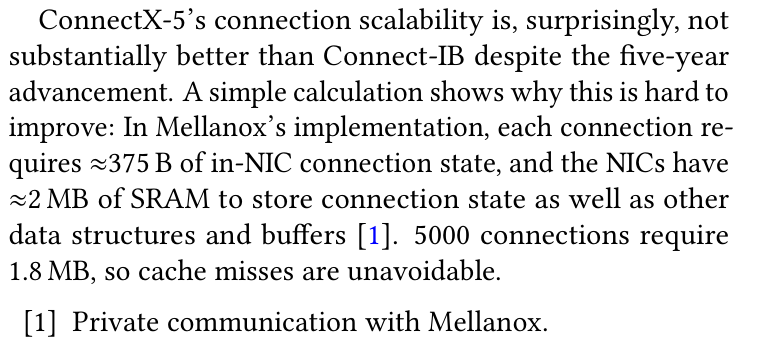 ConnectX-5’s connection scalability is, surprisingly, not
substantially better than Connect-IB despite the five-year
advancement. A simple calculation shows why this is hard to
improve: In Mellanox’s implementation, each connection re-
quires ≈375 B of in-NIC connection state, and the NICs have
≈2 MB of SRAM to store connection state as well as other
data structures and buffers [1]. 5000 connections require
1.8 MB, so cache misses are unavoidable.
[1] Private communication with Mellanox.